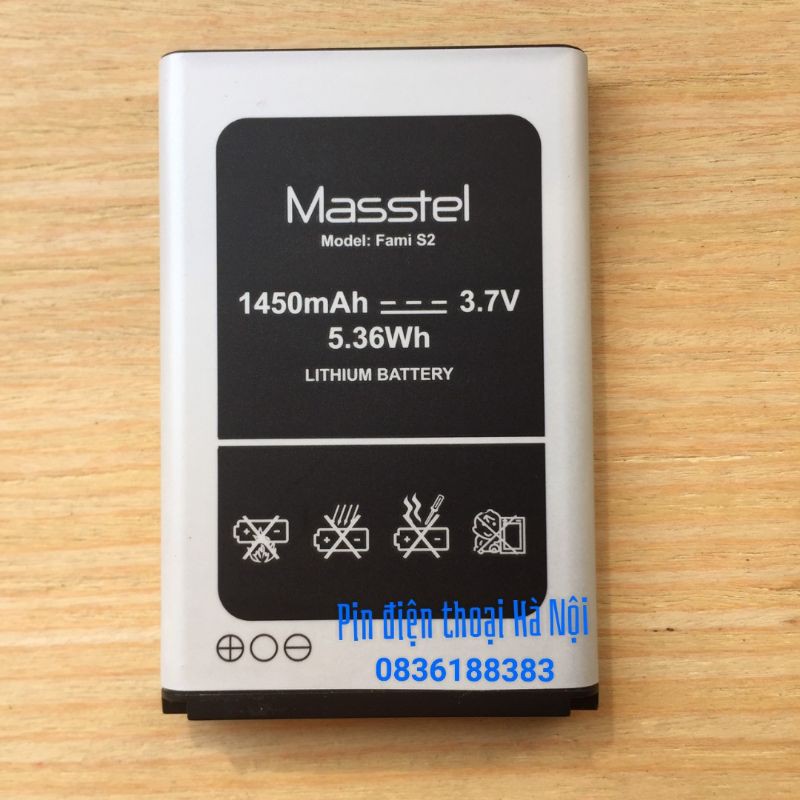 Masstel
Model: Fami S2
1450mAh 3.7V
5.36Wh
LITHIUM BATTERY
Pin điện thoại Hà Nội
0836188383